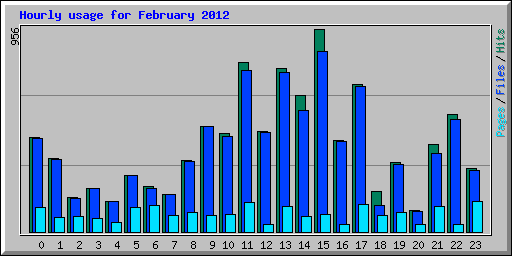 Hourly usage for February 2012
956
Pages / Files / Hits
0 1 2 3 4 5 6 7 8 9 10 11 12 13 14 15 16 17 18 19 20 21 22 23